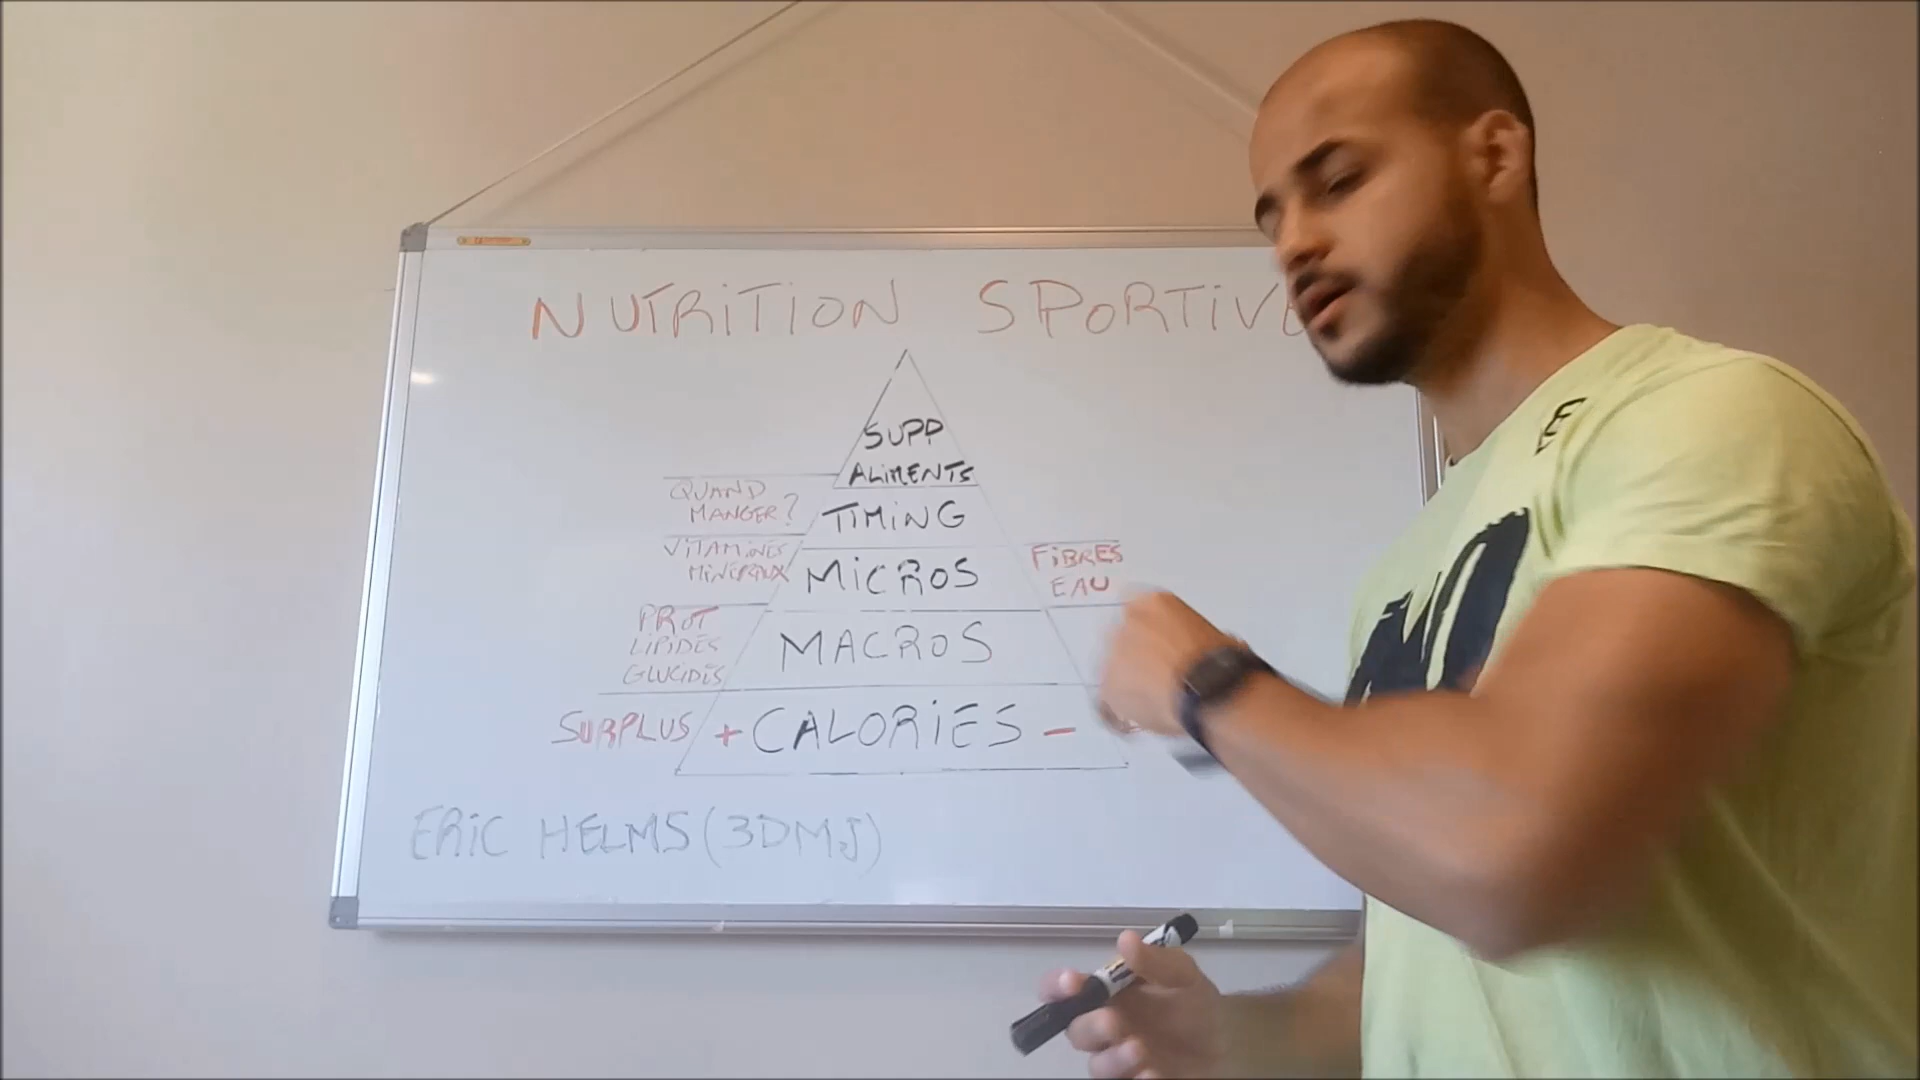 NUTRITION SPORTIVE
SUPP
ALIMENTS
QUAND
MANGER?
TIMING
VITAMINES
MINERAUX
MICROS
FIBRES
EAU
PROT
LIPIDES
GLUCIDES
MACROS
SURPLUS + CALORIES -
ERIC HELMS (3DMJ)